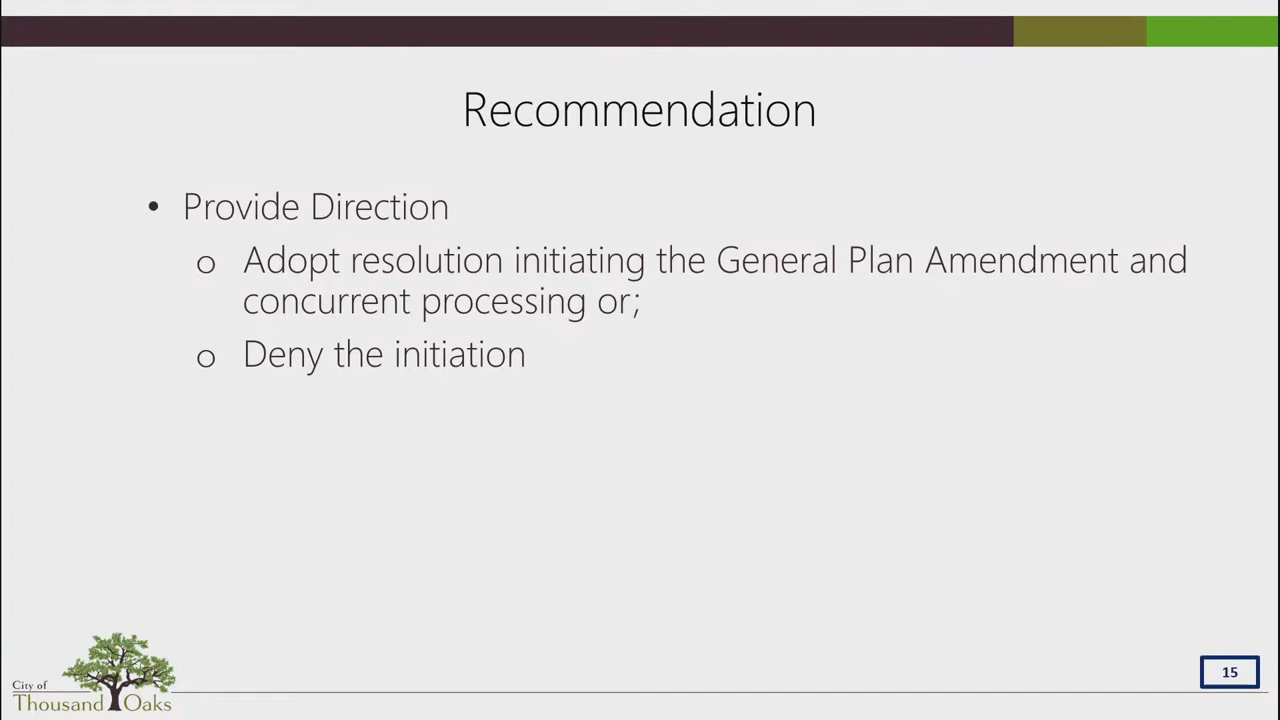 Recommendation
• Provide Direction
o Adopt resolution initiating the General Plan Amendment and
concurrent processing or;
o Deny the initiation
City of
Thousand Oaks
15